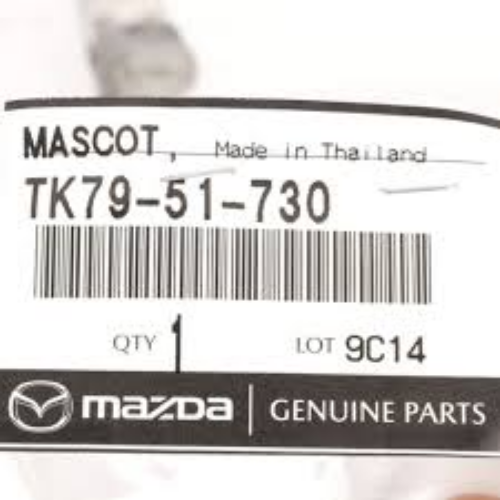 MASCOT, Made in Thailand
TK79-51-730
QTY 1 LOT 9C14
mazda GENUINE PARTS